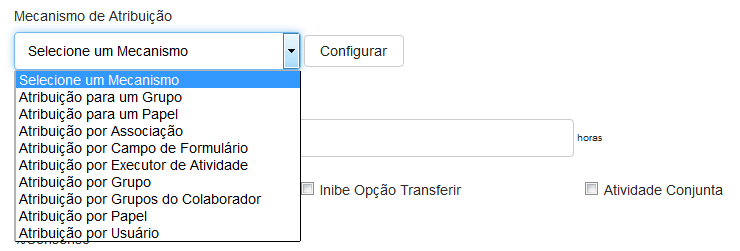 Mecanismo de Atribuição
Selecione um Mecanismo Configurar
Selecione um Mecanismo
Atribuição para um Grupo
Atribuição para um Papel
Atribuição por Associação
Atribuição por Campo de Formulário
horas
Atribuição por Executor de Atividade
Atribuição por Grupo
Inibe Opção Transferir Atividade Conjunta
Atribuição por Grupos do Colaborador
Atribuição por Papel
Atribuição por Usuário